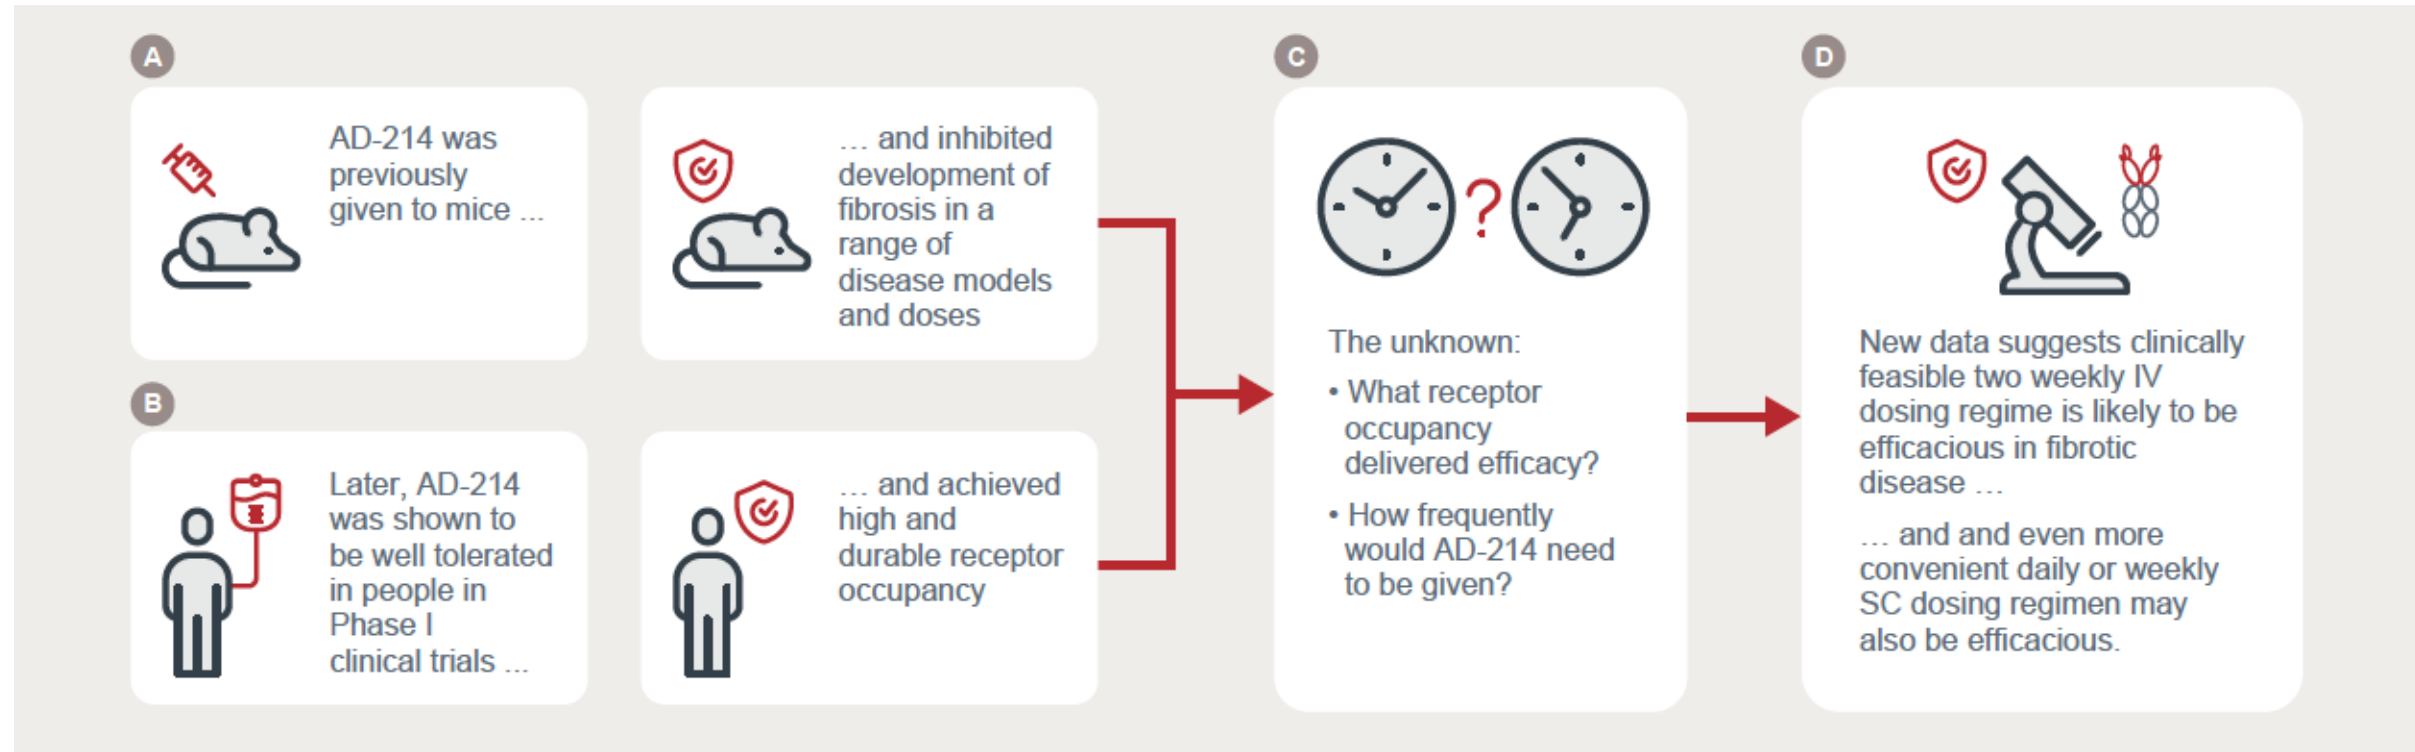 A
AD-214 was
previously
given to mice ...
... and inhibited
development of
fibrosis in a
range of
disease models
and doses
B
Later, AD-214
was shown to
be well tolerated
in people in
Phase I
clinical trials ...
... and achieved
high and
durable receptor
occupancy
C
?
The unknown:
• What receptor
occupancy
delivered efficacy?
• How frequently
would AD-214 need
to be given?
D
New data suggests clinically
feasible two weekly IV
dosing regime is likely to be
efficacious in fibrotic
disease ...
... and and even more
convenient daily or weekly
SC dosing regimen may
also be efficacious.